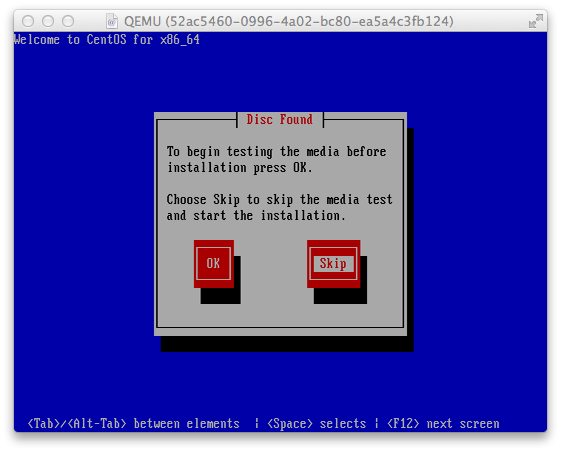 QEMU (52ac5460-0996-4a02-bc80-ea5a4c3fb124)
Welcome to CentOS for x86_64
Disc Found
To begin testing the media before
installation press OK.
Choose Skip to skip the media test
and start the installation.
OK Skip
<Tab>/<Alt-Tab> between elements | <Space> selects | <F12> next screen